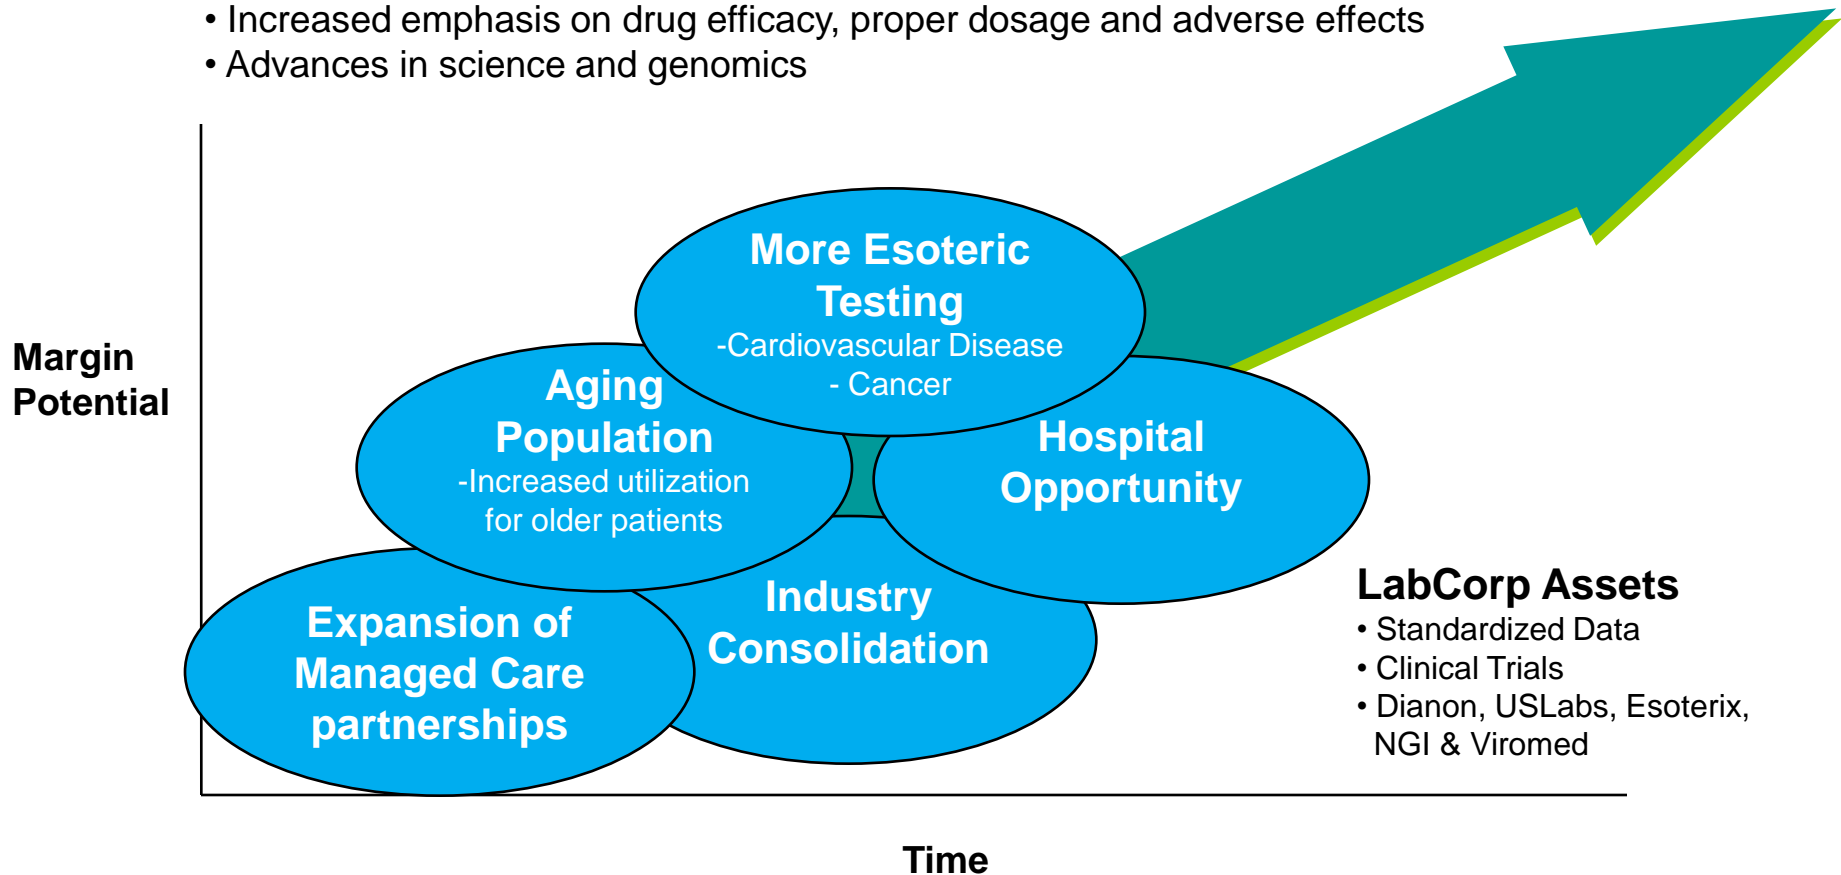 • Increased emphasis on drug efficacy, proper dosage and adverse effects
• Advances in science and genomics
Margin
Potential
More Esoteric
Testing
-Cardiovascular Disease
- Cancer
Aging
Population
-Increased utilization
for older patients
Hospital
Opportunity
Expansion of
Managed Care
partnerships
Industry
Consolidation
LabCorp Assets
• Standardized Data
• Clinical Trials
• Dianon, USLabs, Esoterix,
NGI & Viromed
Time